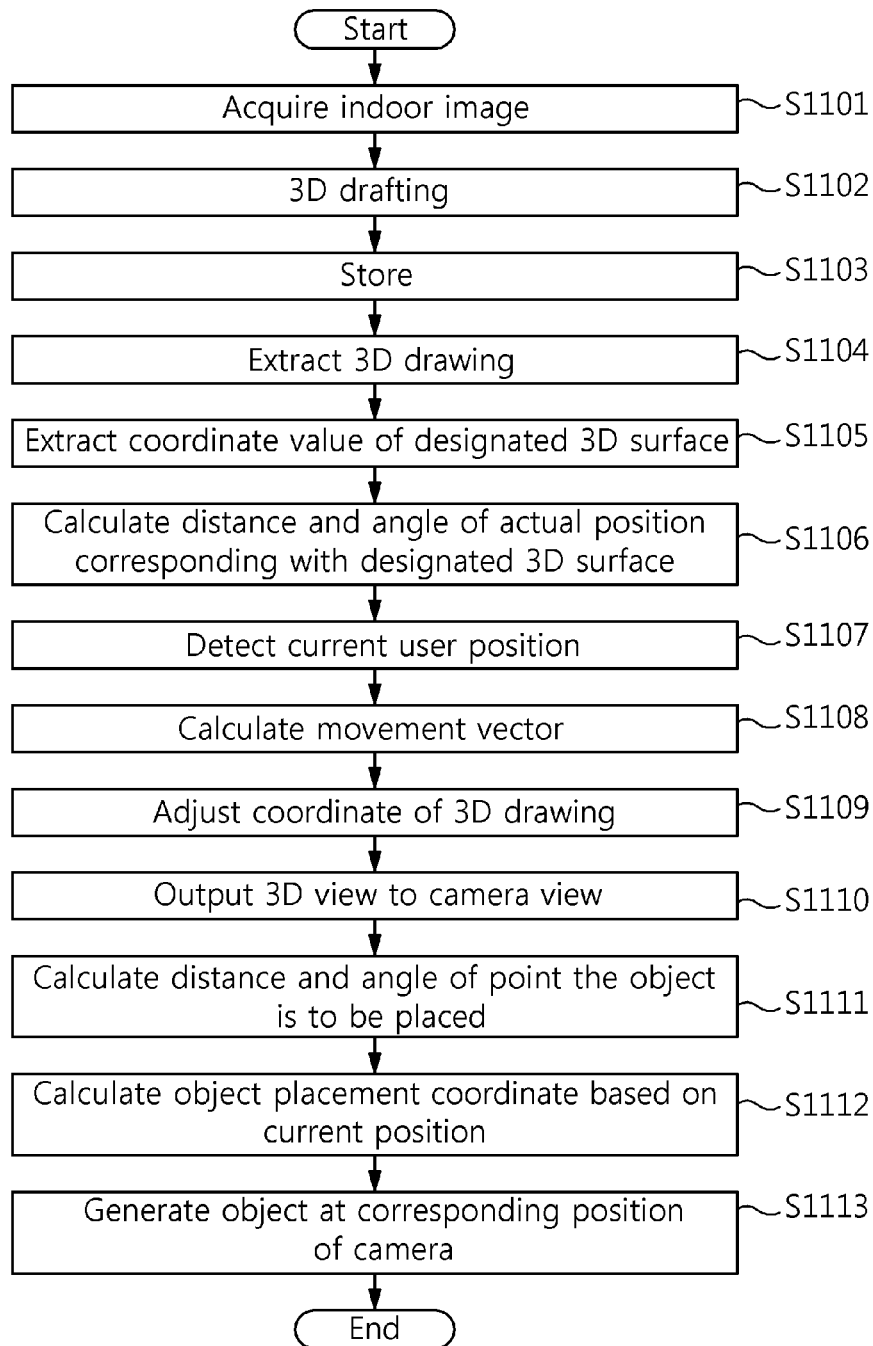 Start
Acquire indoor image
S1101
3D drafting
S1102
Store
S1103
Extract 3D drawing
S1104
Extract coordinate value of designated 3D surface
S1105
Calculate distance and angle of actual position
corresponding with designated 3D surface
S1106
Detect current user position
S1107
Calculate movement vector
S1108
Adjust coordinate of 3D drawing
S1109
Output 3D view to camera view
S1110
Calculate distance and angle of point the object
is to be placed
S1111
Calculate object placement coordinate based on
current position
S1112
Generate object at corresponding position
of camera
S1113
End